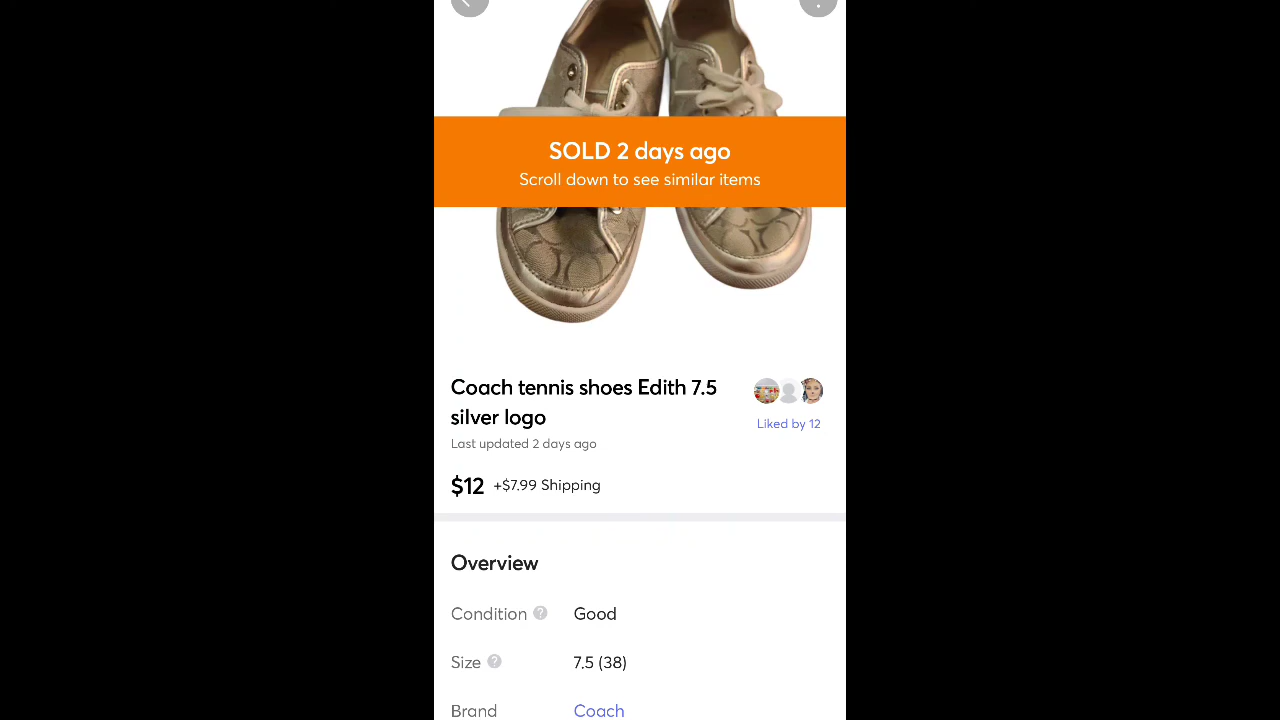 SOLD 2 days ago
Scroll down to see similar items
Coach tennis shoes Edith 7.5
silver logo
Liked by 12
Last updated 2 days ago
$12 +$7.99 Shipping
Overview
Condition ? Good
Size ? 7.5 (38)
Brand Coach